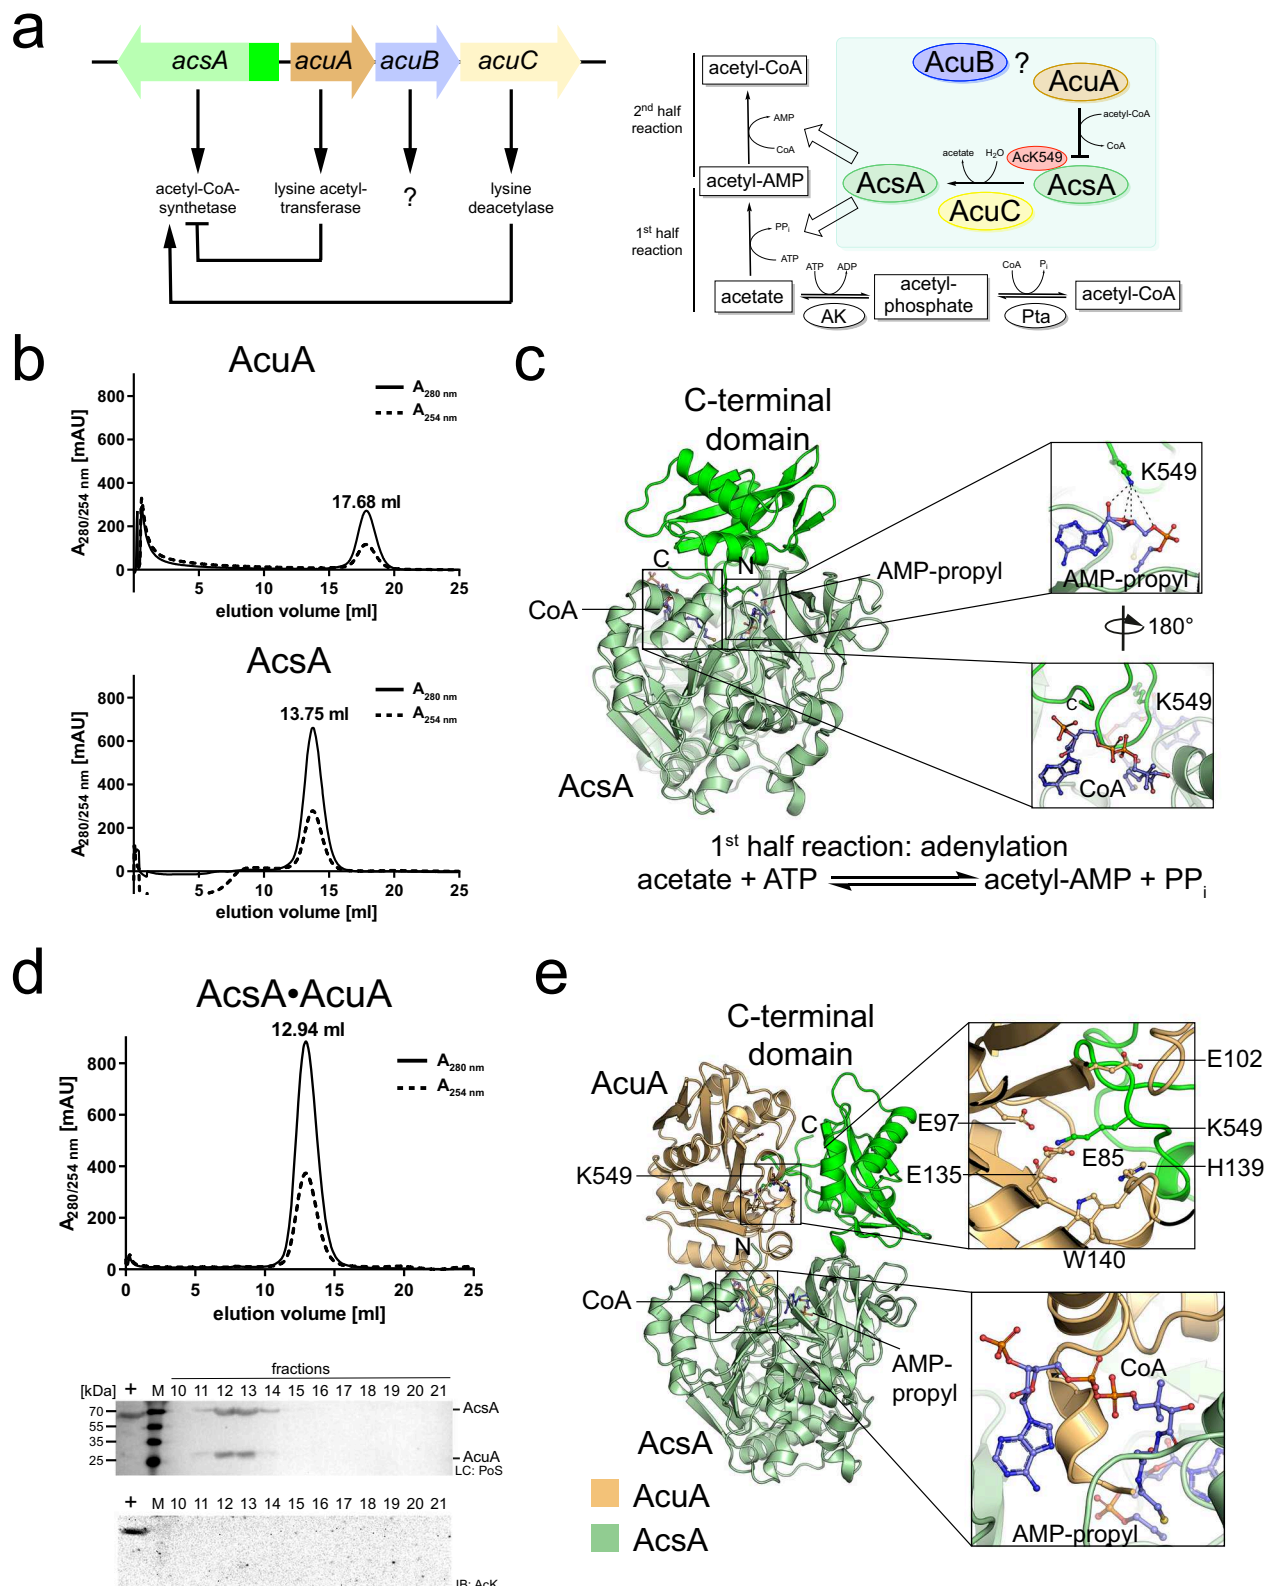 a
acsA
acuA
acuB
acuC
acetyl-CoA-
synthetase
lysine acetyl-
transferase
?
lysine
deacetylase
acetyl-CoA
2nd half
reaction
AMP
CoA
acetyl-AMP
1st half
reaction
PPi
ATP
acetate
AcuB
?
AcuA
acetyl-CoA
CoA
acetate
H2O
AcK549
AcsA
AcsA
AcuC
ATP
ADP
AK
acetyl-
phosphate
CoA
Pi
Pta
acetyl-CoA
b
AcuA
A280 nm
A254 nm
17.68 ml
A280/254 nm [mAU]
800
600
400
200
0
5
10
15
20
25
elution volume [ml]
AcsA
A280 nm
A254 nm
13.75 ml
A280/254 nm [mAU]
800
600
400
200
0
5
10
15
20
25
elution volume [ml]
c
C-terminal
domain
C
N
CoA
AMP-propyl
AcsA
K549
AMP-propyl
180°
C
K549
CoA
1st half reaction: adenylation
acetate + ATP
acetyl-AMP + PPi
d
AcsA•AcuA
12.94 ml
A280 nm
A254 nm
A280/254 nm [mAU]
800
600
400
200
0
0
5
10
15
20
25
elution volume [ml]
fractions
[kDa] + M 10 11 12 13 14 15 16 17 18 19 20 21
70
55
35
25
AcsA
AcuA
LC: PoS
+ M 10 11 12 13 14 15 16 17 18 19 20 21
IB: AcK
e
C-terminal
domain
AcuA
C
K549
N
CoA
AMP-
propyl
AcsA
AcuA
AcsA
E102
E97
K549
E85
E135
H139
W140
CoA
AMP-propyl